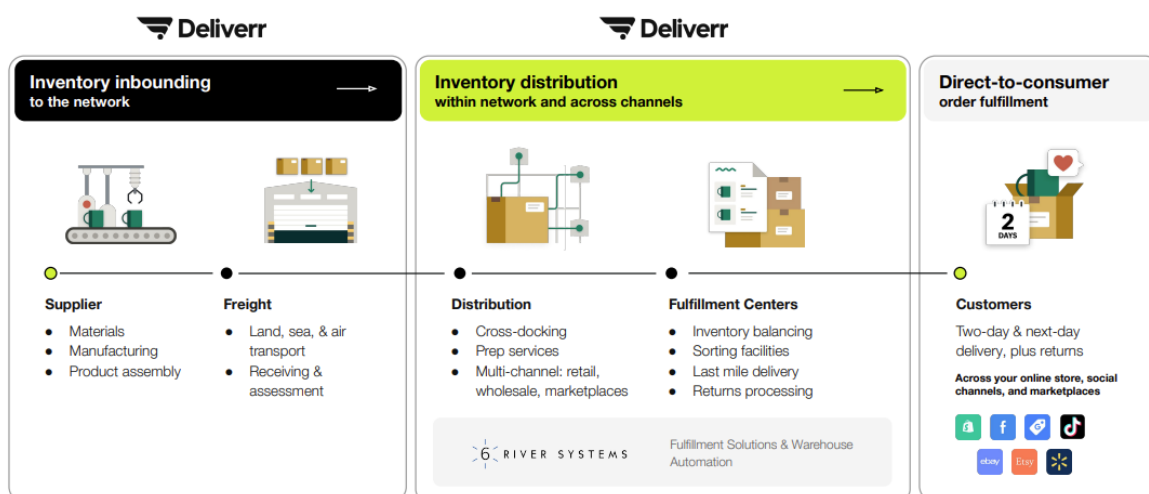 Deliverr
Deliverr
Inventory inbounding
to the network
Inventory distribution
within network and across channels
Direct-to-consumer
order fulfillment
2
DAYS
Supplier
● Materials
● Manufacturing
● Product assembly
Freight
● Land, sea, & air
transport
● Receiving &
assessment
Distribution
● Cross-docking
● Prep services
● Multi-channel: retail,
wholesale, marketplaces
Fulfillment Centers
● Inventory balancing
● Sorting facilities
● Last mile delivery
● Returns processing
6 RIVER SYSTEMS
Fulfillment Solutions & Warehouse
Automation
Customers
Two-day & next-day
delivery, plus returns
Across your online store, social
channels, and marketplaces
f
G
ebay
Etsy